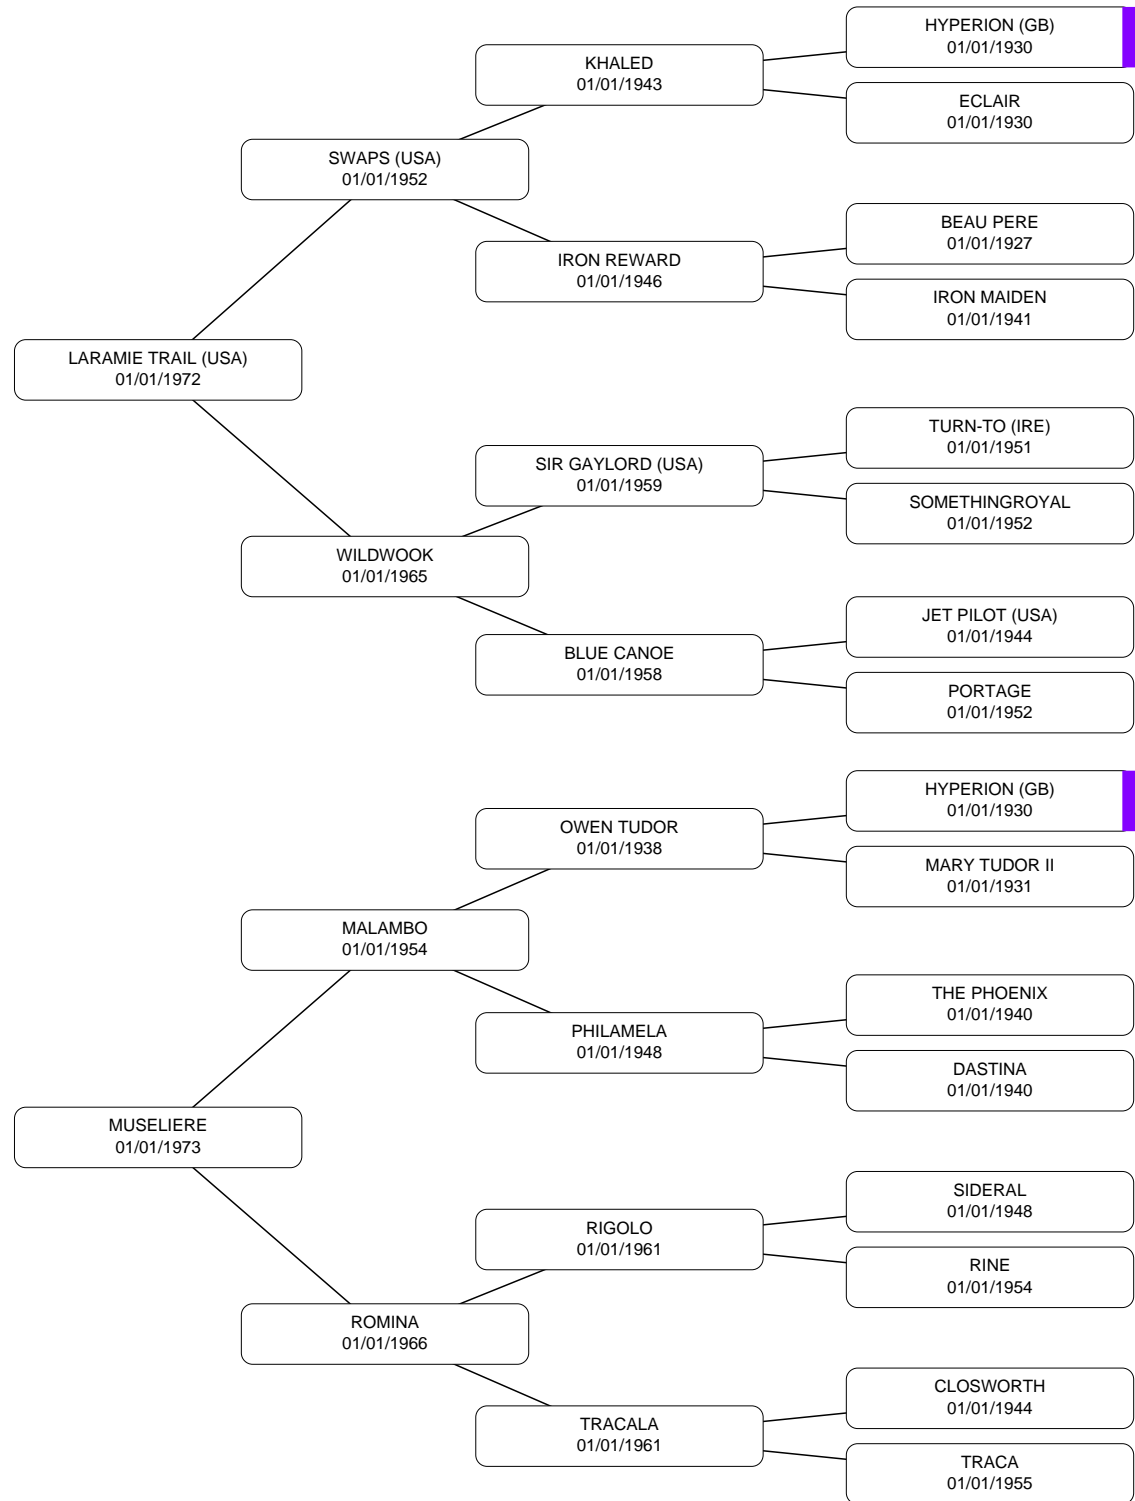 HYPERION (GB)
01/01/1930
KHALED
01/01/1943
ECLAIR
01/01/1930
SWAPS (USA)
01/01/1952
BEAU PERE
01/01/1927
IRON REWARD
01/01/1946
IRON MAIDEN
01/01/1941
LARAMIE TRAIL (USA)
01/01/1972
TURN-TO (IRE)
01/01/1951
SIR GAYLORD (USA)
01/01/1959
SOMETHINGROYAL
01/01/1952
WILDWOOK
01/01/1965
JET PILOT (USA)
01/01/1944
BLUE CANOE
01/01/1958
PORTAGE
01/01/1952
HYPERION (GB)
01/01/1930
OWEN TUDOR
01/01/1938
MARY TUDOR II
01/01/1931
MALAMBO
01/01/1954
THE PHOENIX
01/01/1940
PHILAMELA
01/01/1948
DASTINA
01/01/1940
MUSELIERE
01/01/1973
SIDERAL
01/01/1948
RIGOLO
01/01/1961
RINE
01/01/1954
ROMINA
01/01/1966
CLOSWORTH
01/01/1944
TRACALA
01/01/1961
TRACA
01/01/1955